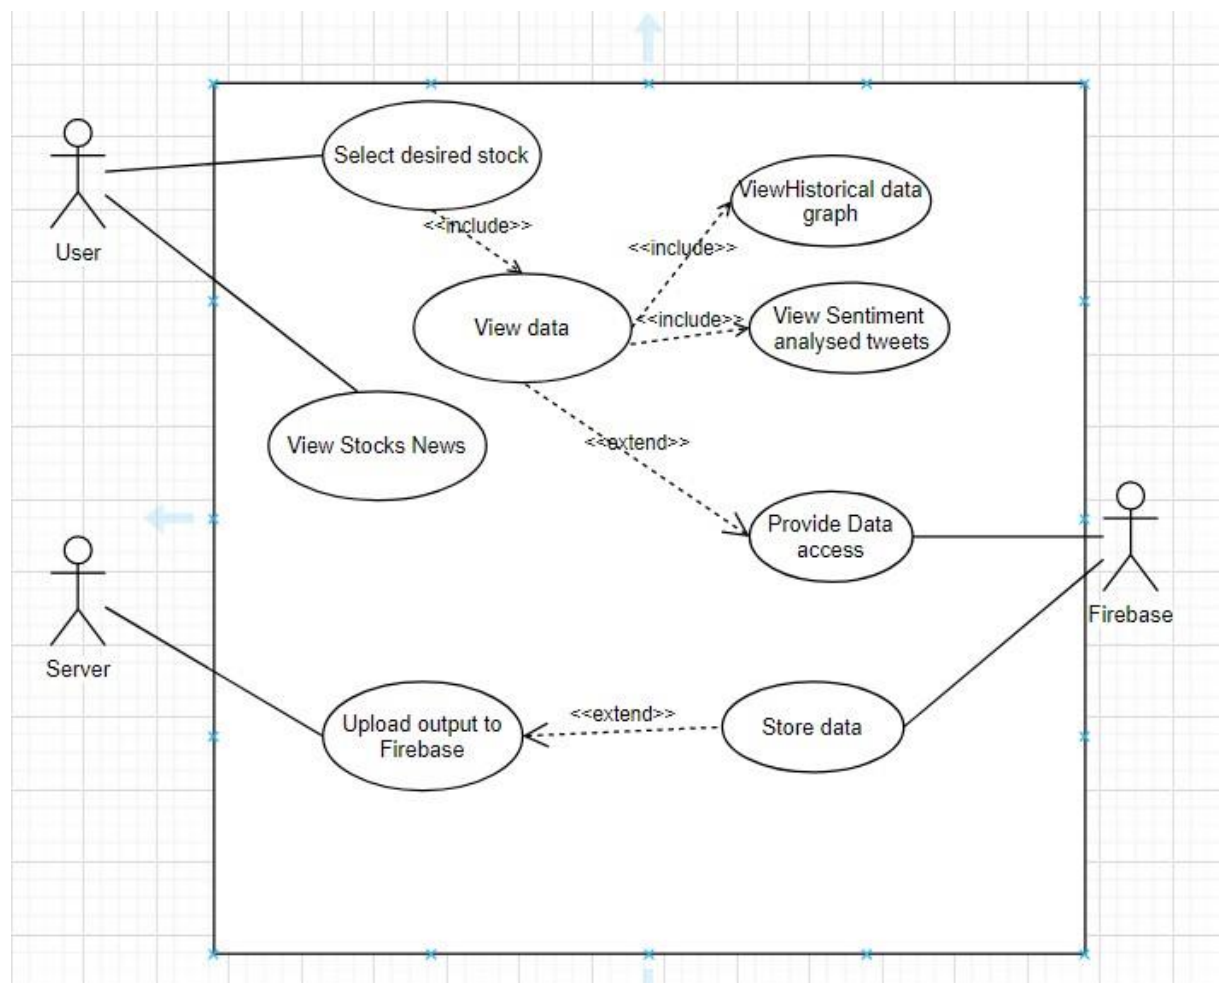 Select desired stock
User
<<include>>
ViewHistorical data
graph
<<include>>
View data
<<include>>
View Sentiment
analysed tweets
View Stocks News
<<extend>>
Provide Data
access
Firebase
Server
Upload output to
Firebase
<<extend>>
Store data